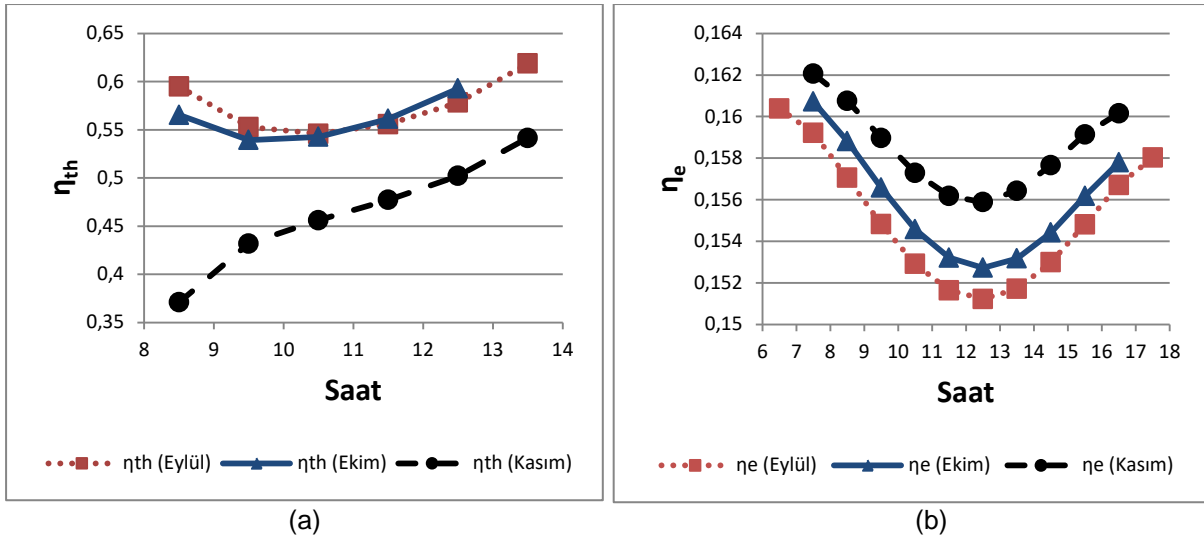 0,65
0,6
0,55
0,5
0,45
0,4
0,35
ηth
8 9 10 11 12 13 14
Saat
ηth (Eylül) ηth (Ekim) ηth (Kasım)
(a)
0,164
0,162
0,16
0,158
0,156
0,154
0,152
0,15
ηe
6 7 8 9 10 11 12 13 14 15 16 17 18
Saat
ηe (Eylül) ηe (Ekim) ηe (Kasım)
(b)